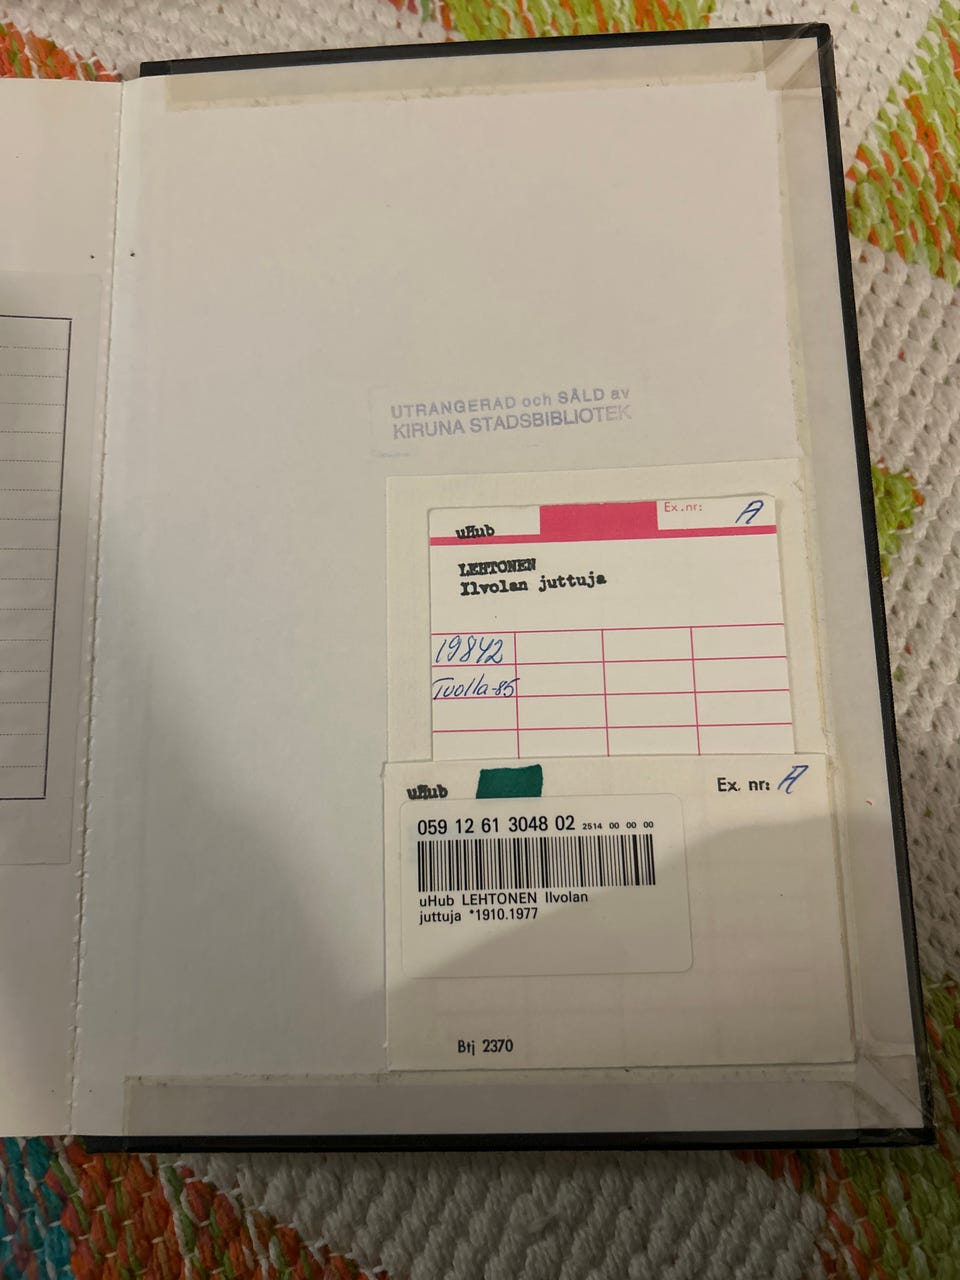 UTRANGERAD och SÅLD av
KIRUNA STADSBIBLIOTEK
Ex.nr: A
uHub
LEHTONEN
Ilvolan juttuja
19842
Tuolla-85
uHub
Ex. nr: A
059 12 61 3048 02 2514 00 00 00
uHub LEHTONEN Ilvolan
juttuja *1910.1977
Btj 2370